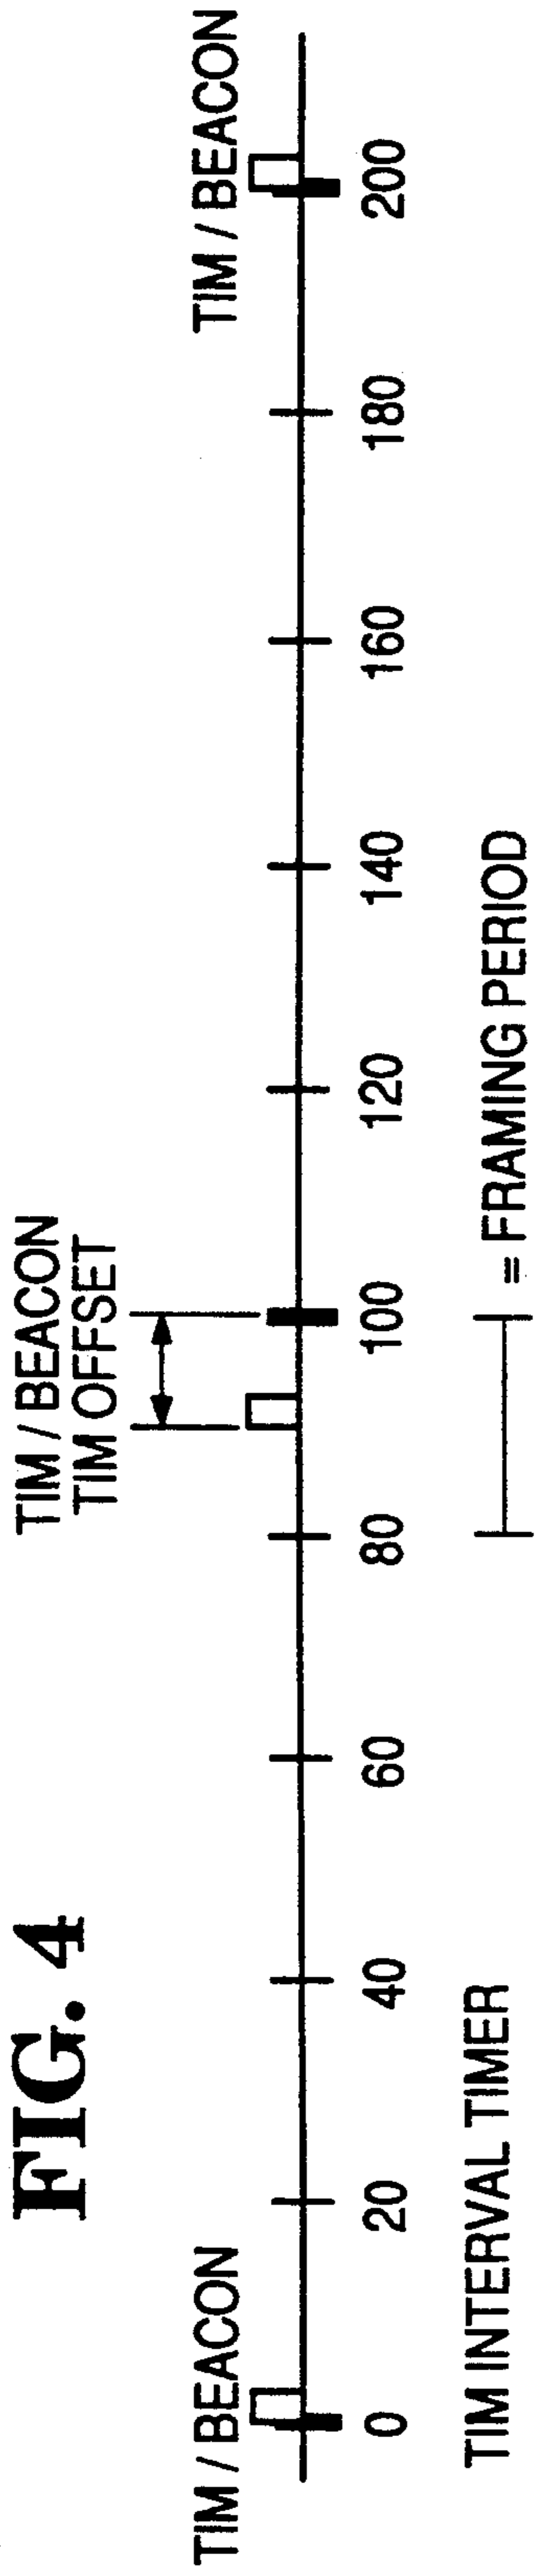 FIG. 4
TIM / BEACON
TIM / BEACON
TIM OFFSET
TIM / BEACON
0 20 40 60 80 100 120 140 160 180 200
TIM INTERVAL TIMER
= FRAMING PERIOD